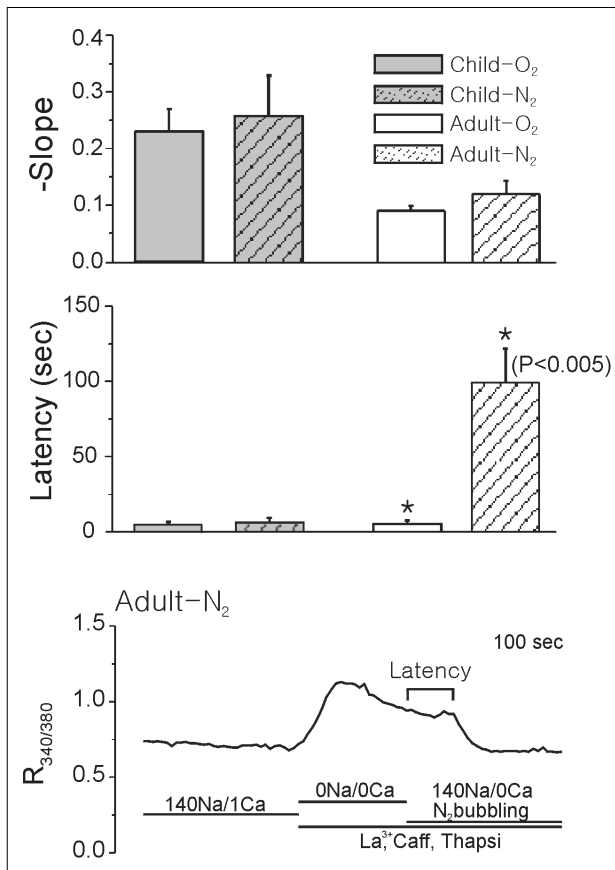 0.4
0.3
0.2
0.1
0.0
-Slope
Child-O₂
Child-N₂
Adult-O₂
Adult-N₂
150
100
50
0
Latency (sec)
*
*
(P<0.005)
Adult-N₂
1.5
1.0
0.5
0.0
R340/380
100 sec
Latency
0Na/0Ca
140Na/0Ca
140Na/1Ca
N₂bubbling
La³⁺, Caff, Thapsi